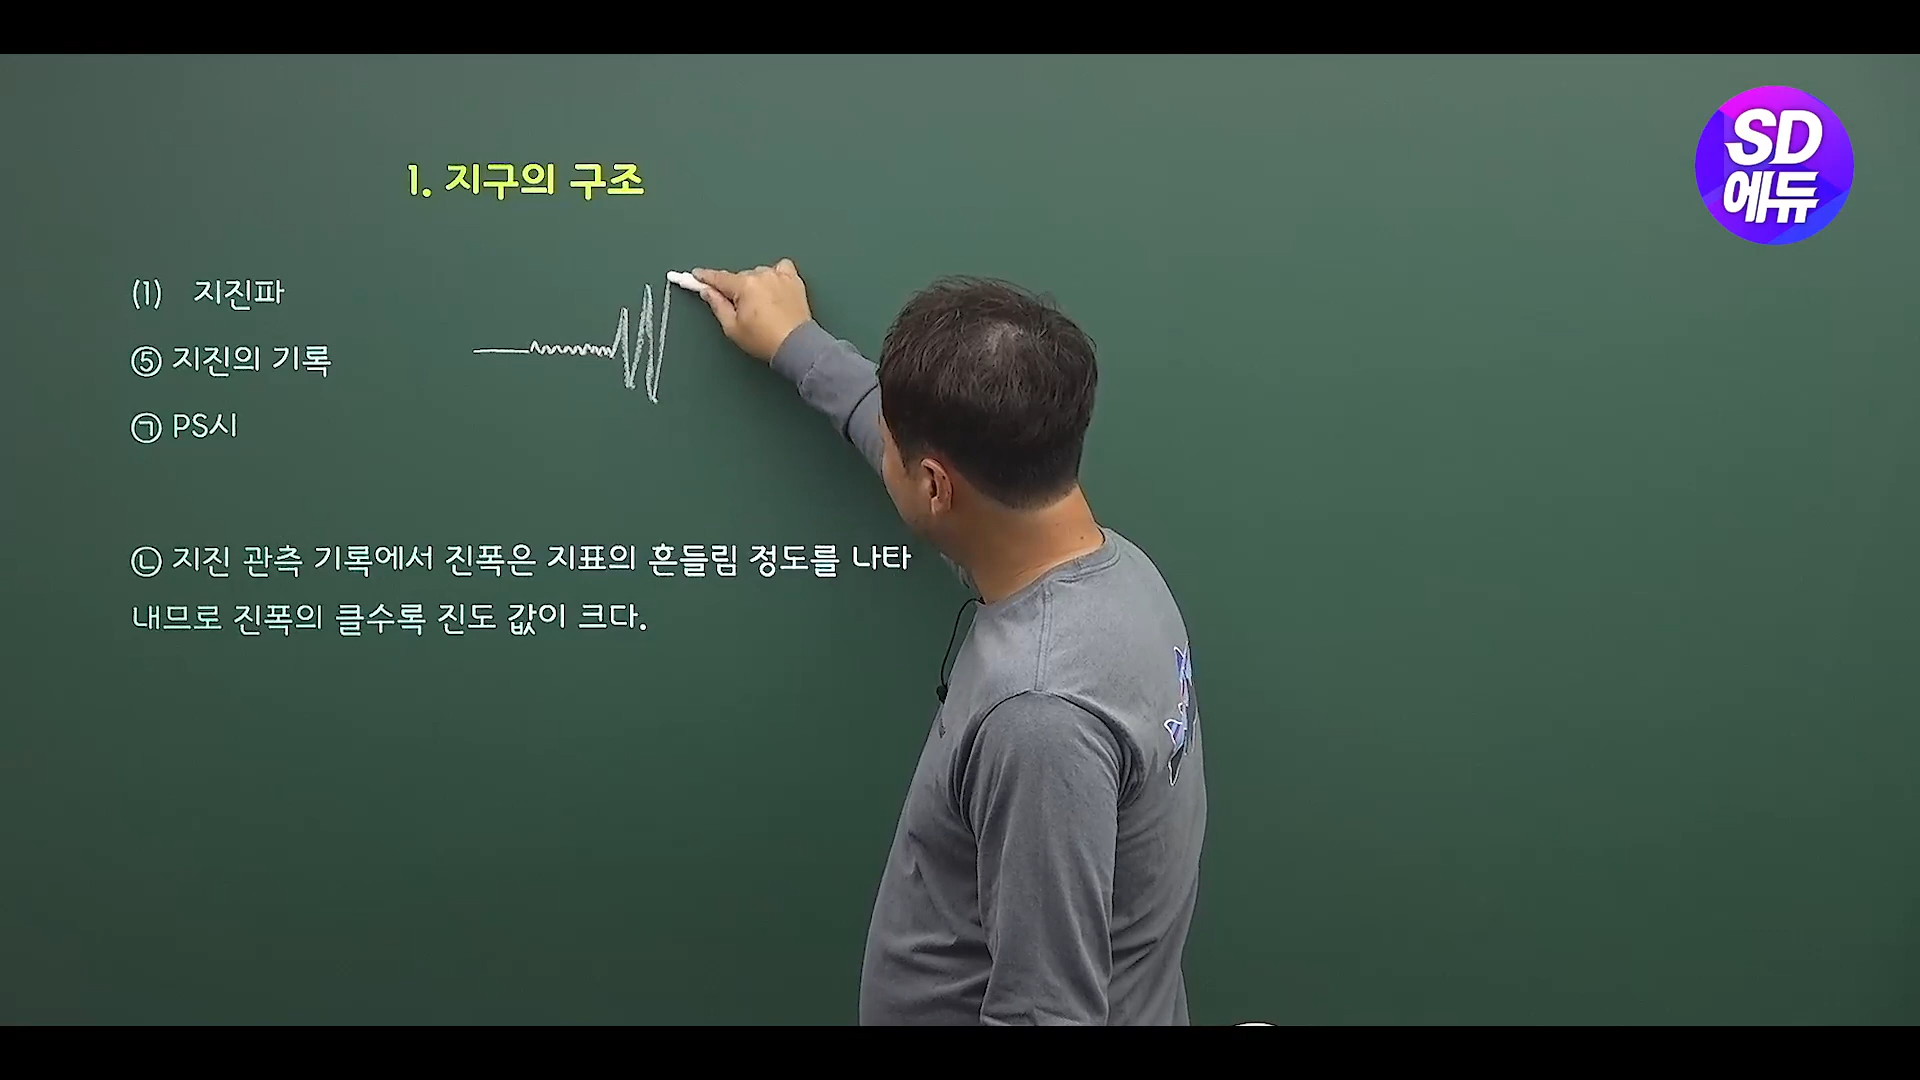 SD
에듀
1. 지구의 구조
(1) 지진파
⑤ 지진의 기록
㉠ PS시
㉡ 지진 관측 기록에서 진폭은 지표의 흔들림 정도를 나타
내므로 진폭의 클수록 진도 값이 크다.